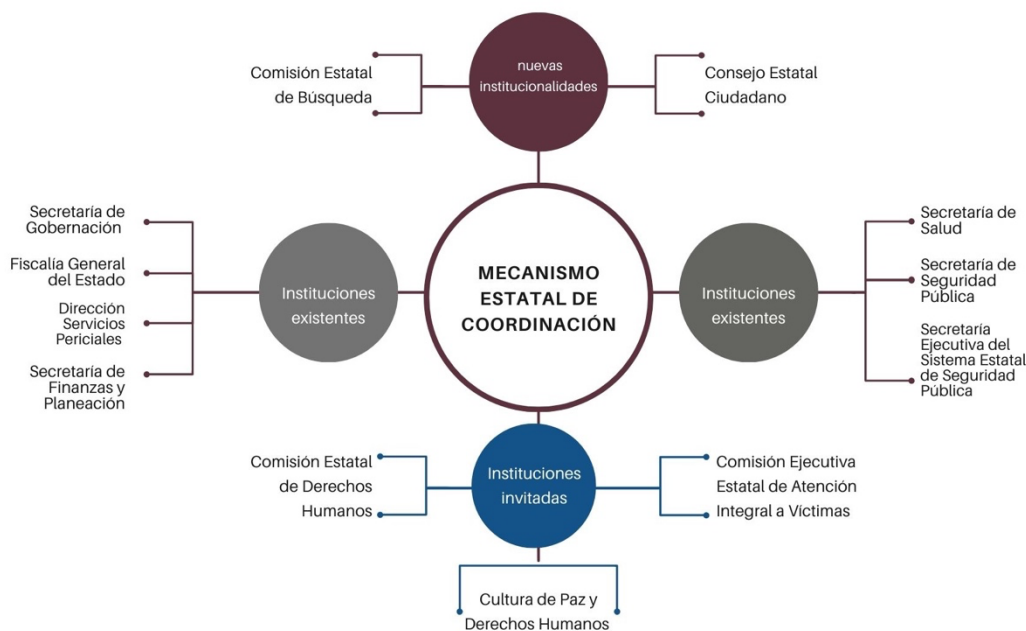 nuevas
institucionalidades
Comisión Estatal
de Búsqueda
Consejo Estatal
Ciudadano
Secretaría de
Gobernación
Fiscalía General
del Estado
Dirección
Servicios
Periciales
Secretaría de
Finanzas y
Planeación
Instituciones
existentes
MECANISMO
ESTATAL DE
COORDINACIÓN
Instituciones
existentes
Secretaría de
Salud
Secretaría de
Seguridad
Pública
Secretaría
Ejecutiva del
Sistema Estatal
de Seguridad
Pública
Comisión Estatal
de Derechos
Humanos
Instituciones
invitadas
Comisión Ejecutiva
Estatal de Atención
Integral a Víctimas
Cultura de Paz y
Derechos Humanos